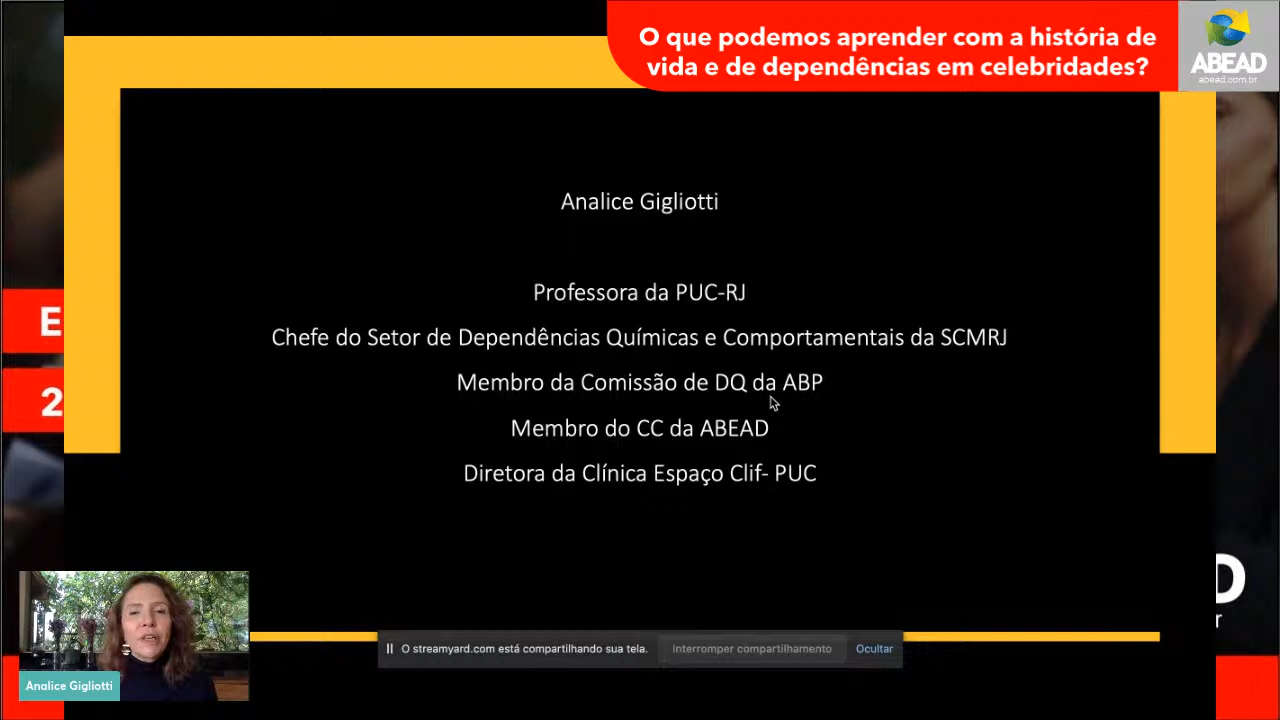 O que podemos aprender com a história de
vida e de dependências em celebridades?
ABEAD
abead.com.br
Analice Gigliotti
Professora da PUC-RJ
Chefe do Setor de Dependências Químicas e Comportamentais da SCMRJ
Membro da Comissão de DQ da ABP
Membro do CC da ABEAD
Diretora da Clínica Espaço Clif- PUC
E
2
D
r
O streamyard.com está compartilhando sua tela.
Interromper compartilhamento
Ocultar
Analice Gigliotti